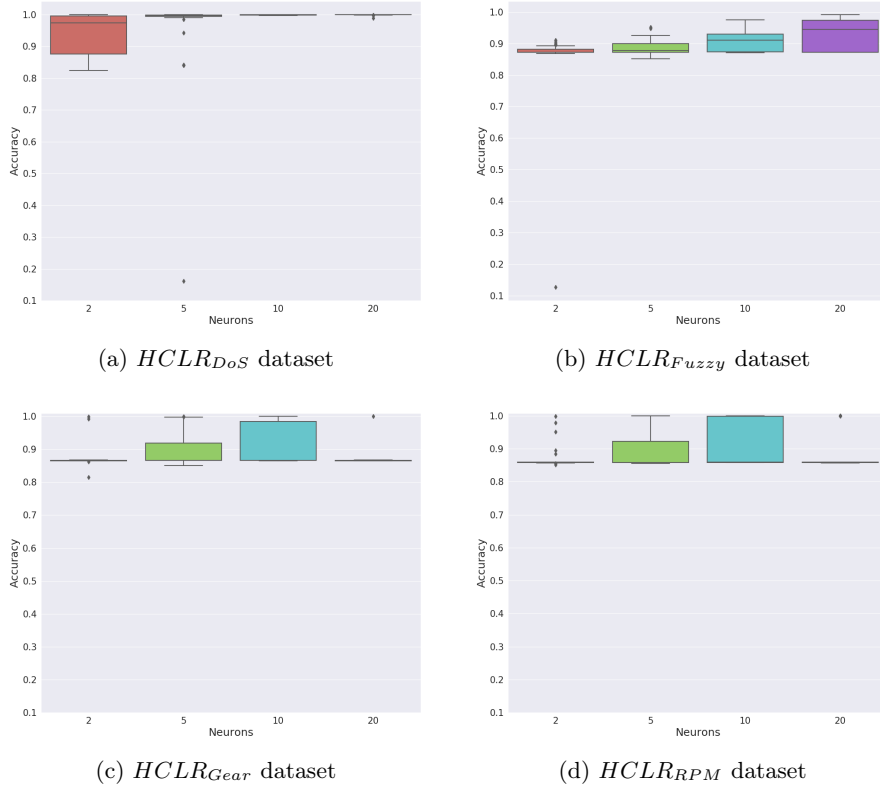 1.0
0.9
0.8
0.7
0.6
0.5
0.4
0.3
0.2
0.1
Accuracy
2 5 10 20
Neurons
(a) HCLR_DoS dataset
1.0
0.9
0.8
0.7
0.6
0.5
0.4
0.3
0.2
0.1
Accuracy
2 5 10 20
Neurons
(b) HCLR_Fuzzy dataset
1.0
0.9
0.8
0.7
0.6
0.5
0.4
0.3
0.2
0.1
Accuracy
2 5 10 20
Neurons
(c) HCLR_Gear dataset
1.0
0.9
0.8
0.7
0.6
0.5
0.4
0.3
0.2
0.1
Accuracy
2 5 10 20
Neurons
(d) HCLR_RPM dataset